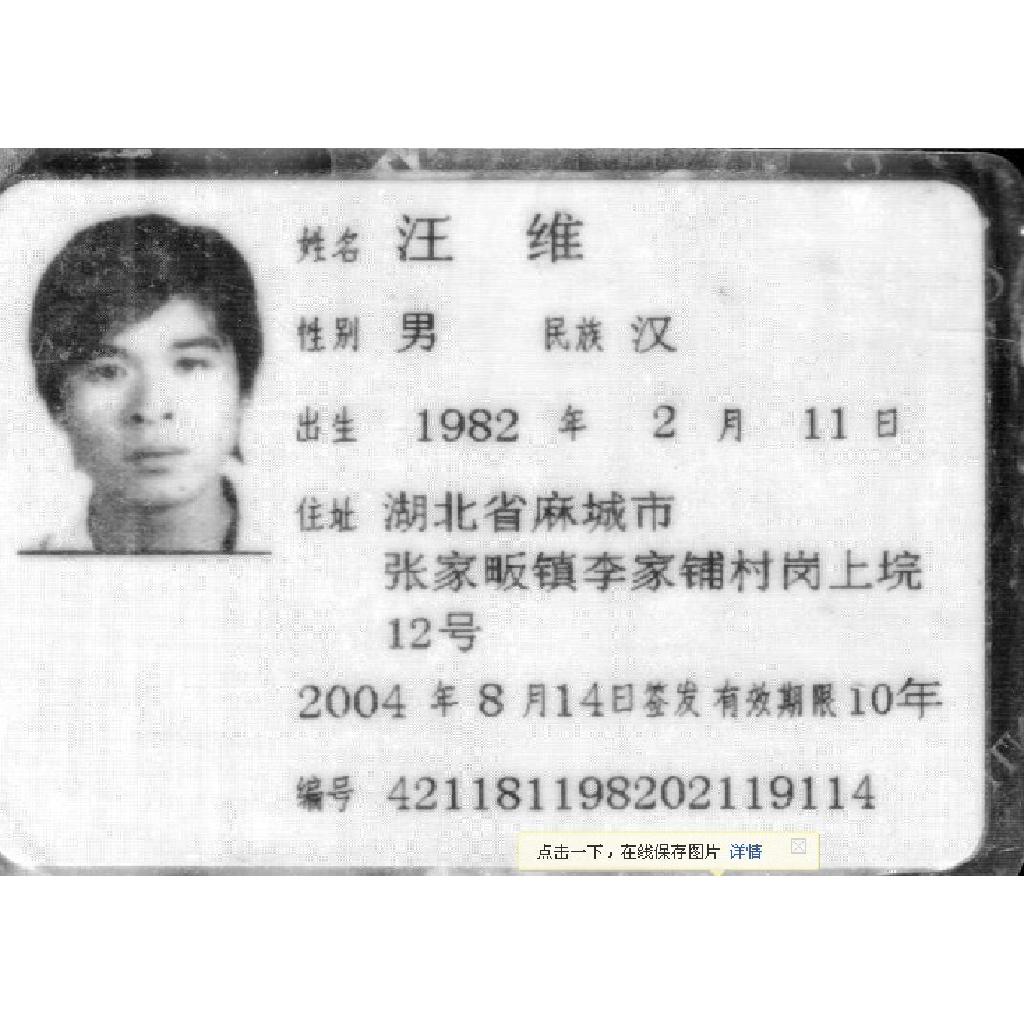 姓名 汪 维
性别 男 民族 汉
出生 1982 年 2 月 11 日
住址 湖北省麻城市
张家畈镇李家铺村岗上垸
12号
2004 年 8 月14日签发 有效期限 10年
编号 421181198202119114
点击一下，在线保存图片 详情